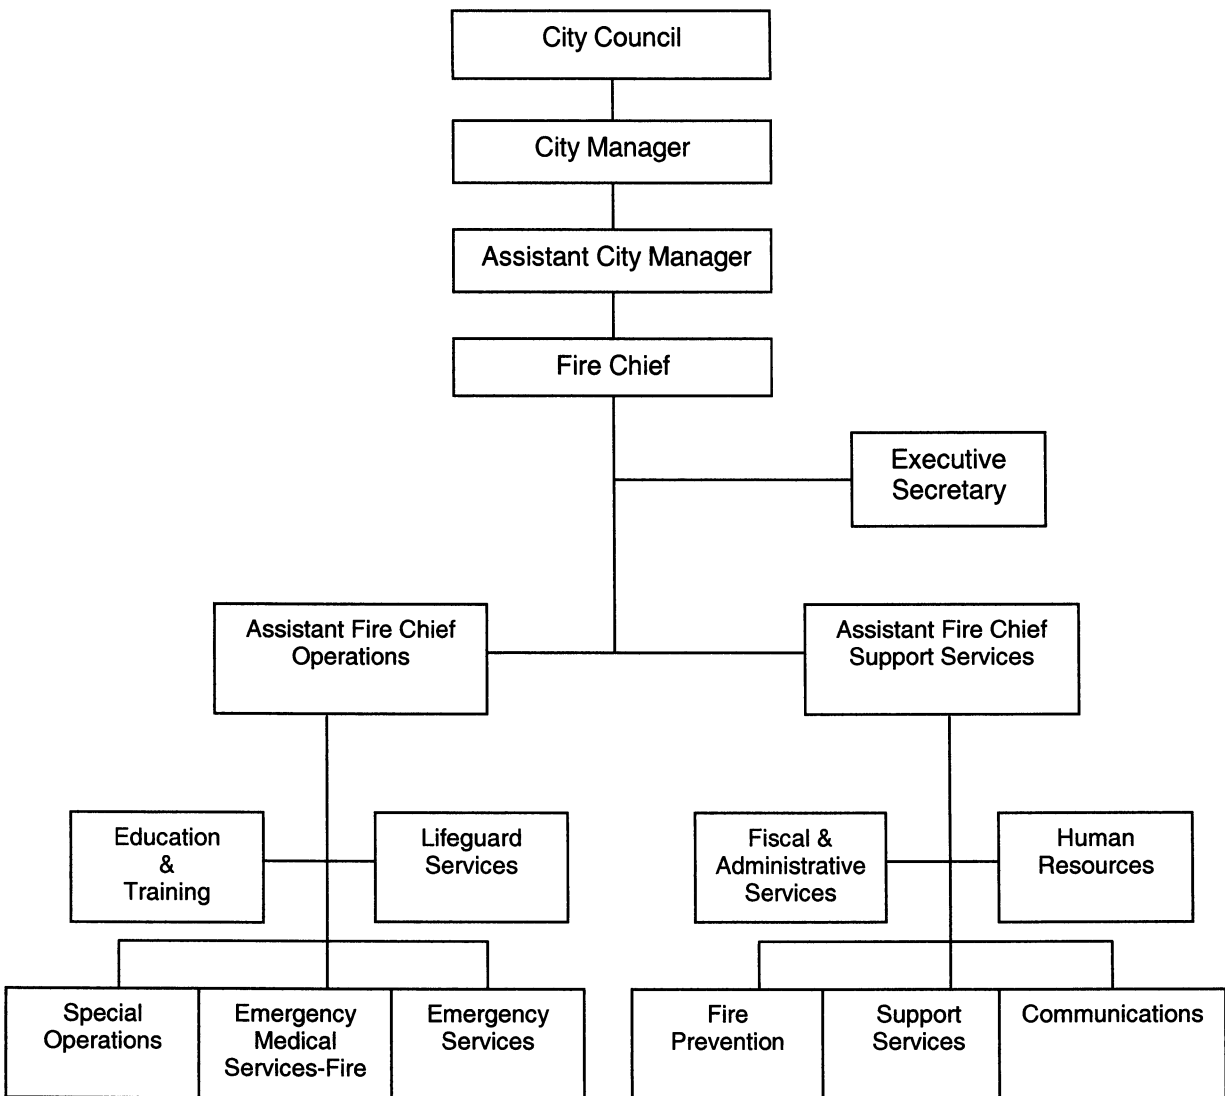 City Council
City Manager
Assistant City Manager
Fire Chief
Executive
Secretary
Assistant Fire Chief
Operations
Assistant Fire Chief
Support Services
Education
&
Training
Lifeguard
Services
Fiscal &
Administrative
Services
Human
Resources
Special
Operations
Emergency
Medical
Services-Fire
Emergency
Services
Fire
Prevention
Support
Services
Communications